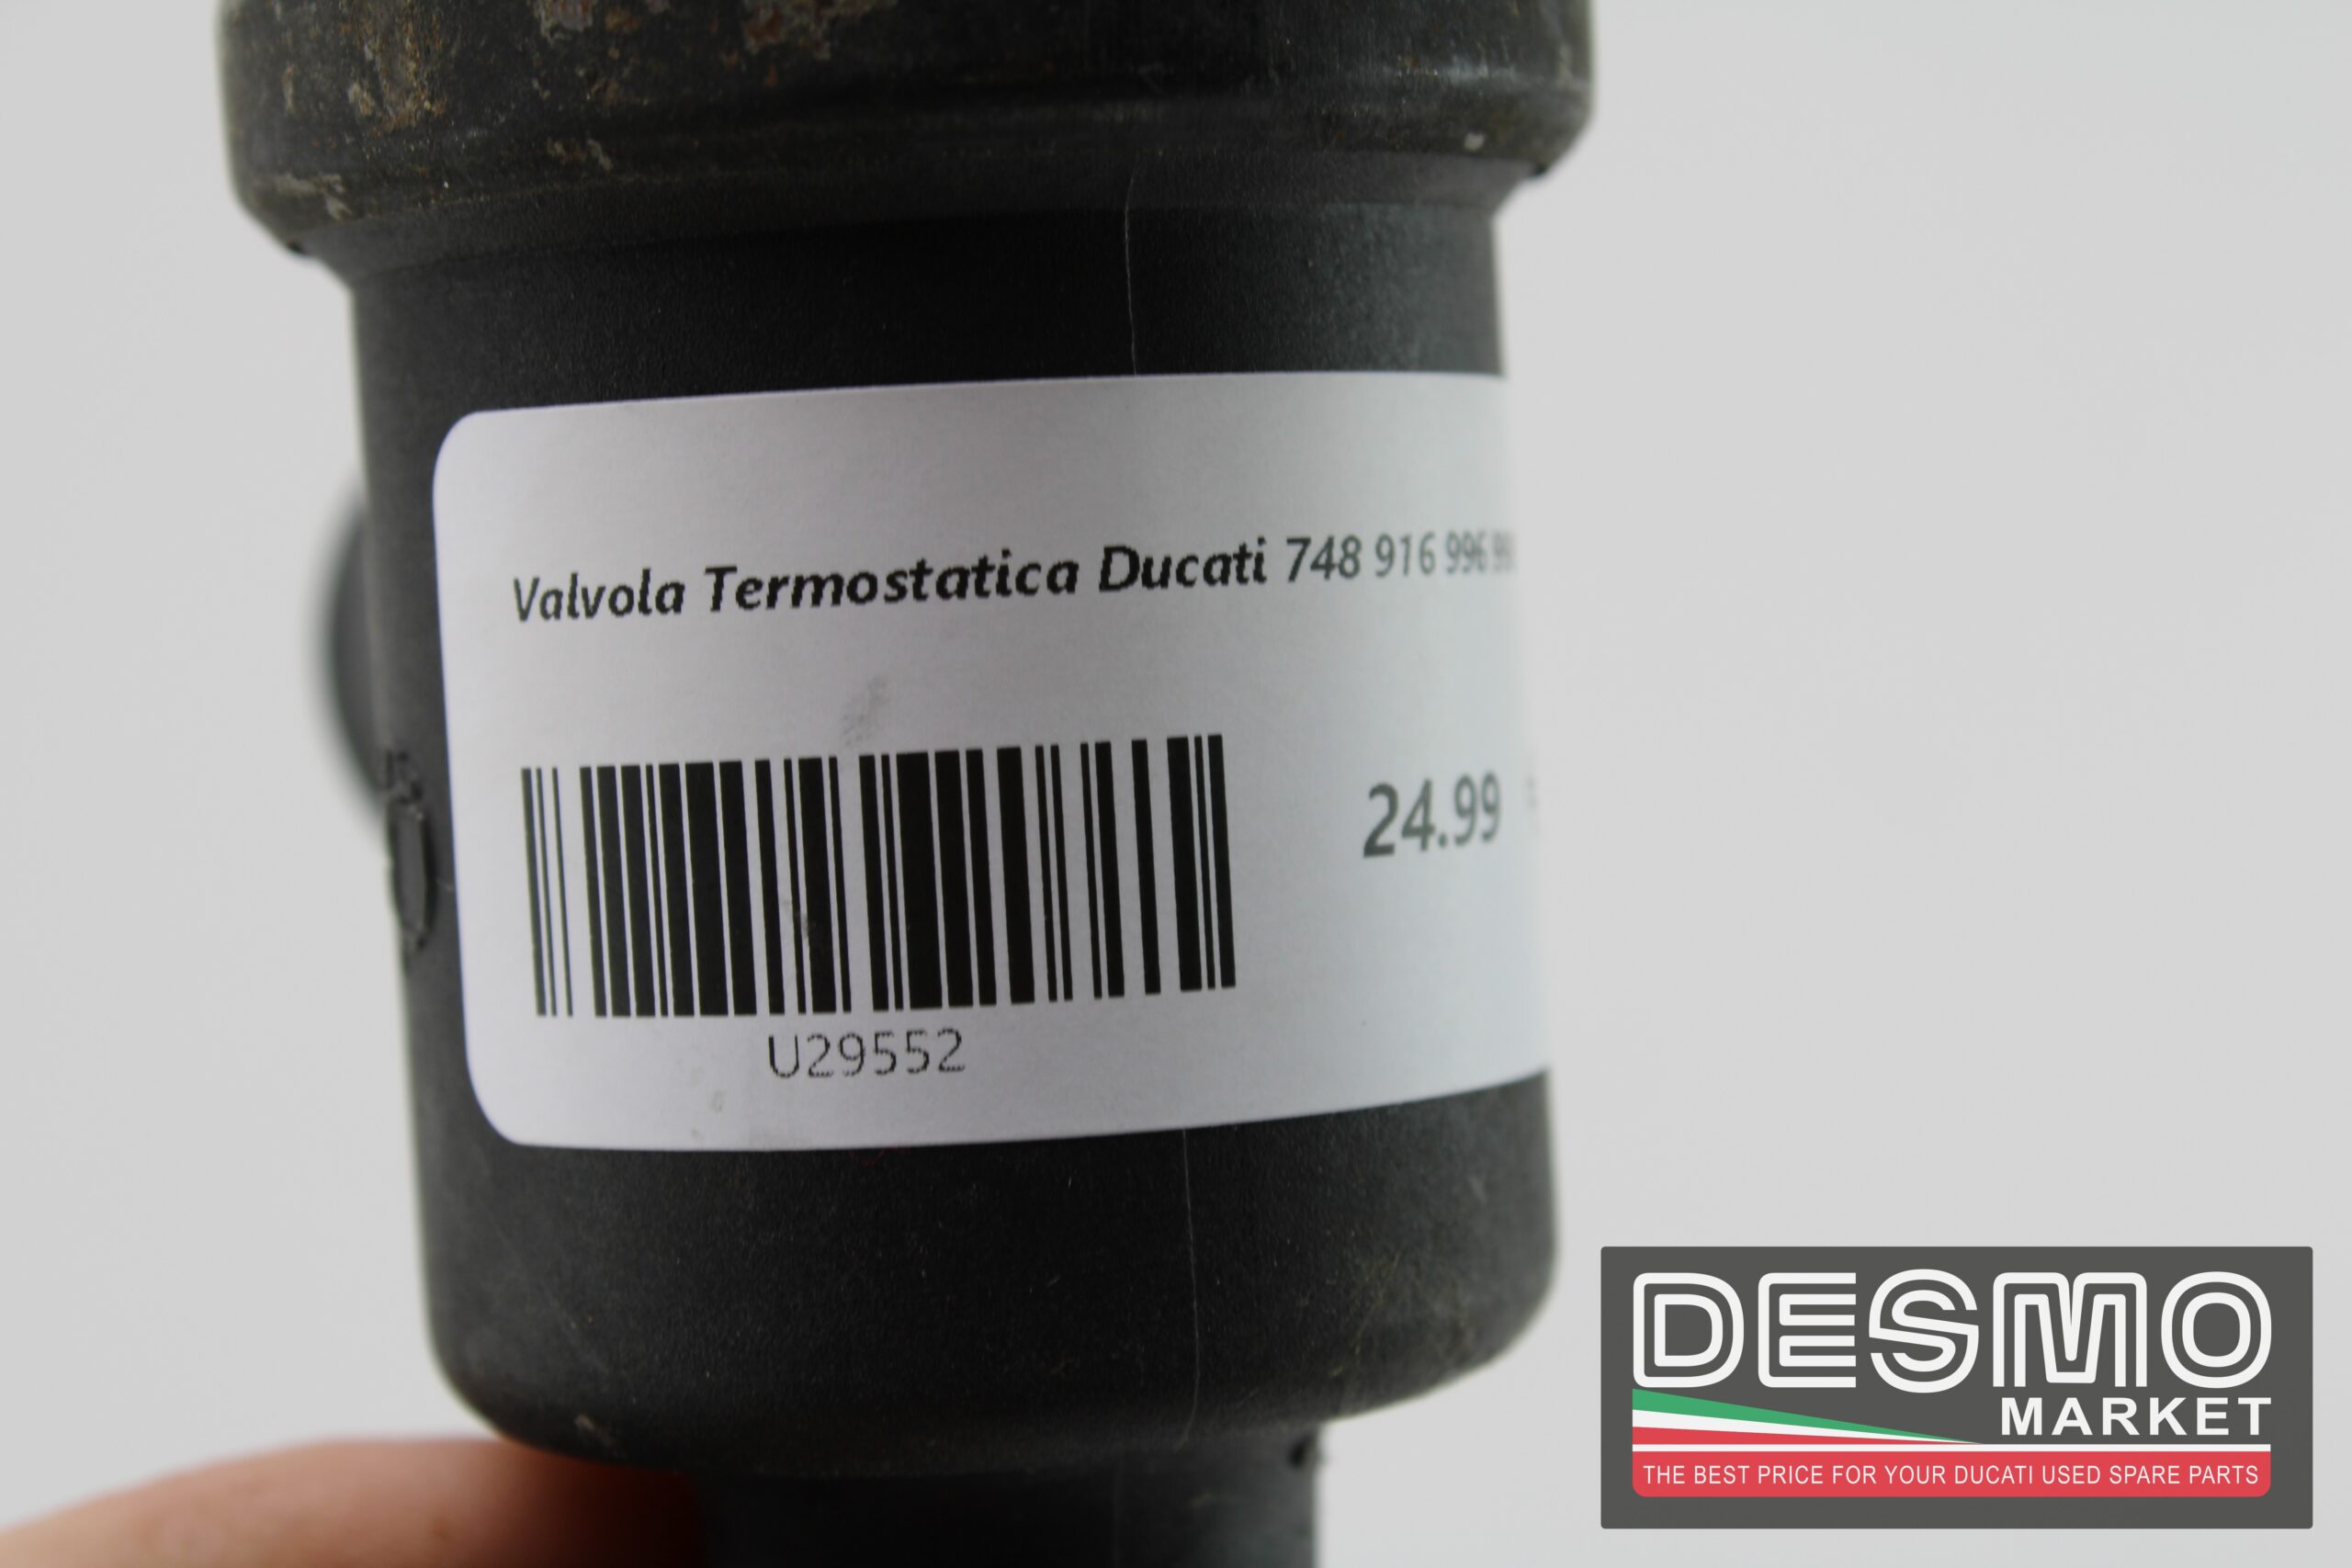 Valvola Termostatica Ducati 748 916 996
24.99
U29552
DESMO
MARKET
THE BEST PRICE FOR YOUR DUCATI USED SPARE PARTS